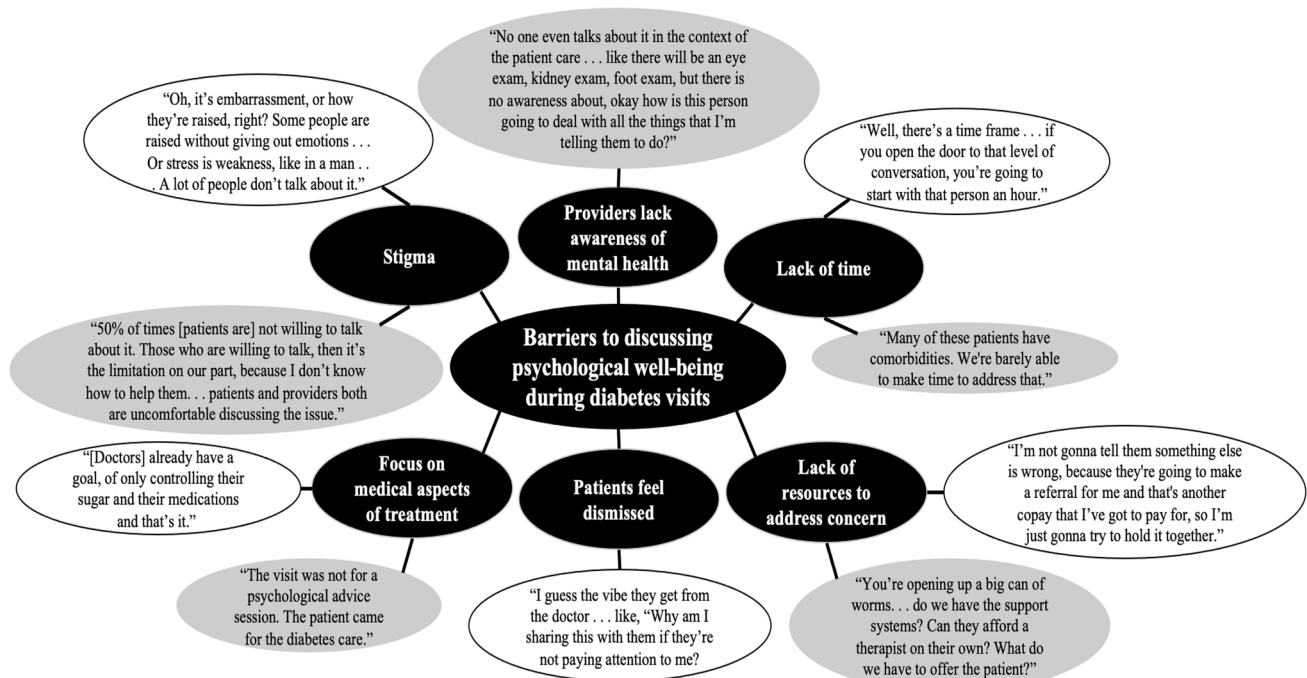 “No one even talks about it in the context of
the patient care . . . like there will be an eye
exam, kidney exam, foot exam, but there is
no awareness about, okay how is this person
going to deal with all the things that I’m
telling them to do?”
“Oh, it’s embarrassment, or how
they’re raised, right? Some people are
raised without giving out emotions . . .
Or stress is weakness, like in a man . .
. A lot of people don’t talk about it.”
“Well, there’s a time frame . . . if
you open the door to that level of
conversation, you’re going to
start with that person an hour.”
Stigma
Providers lack
awareness of
mental health
Lack of time
“50% of times [patients are] not willing to talk
about it. Those who are willing to talk, then it’s
the limitation on our part, because I don’t know
how to help them. . . patients and providers both
are uncomfortable discussing the issue.”
Barriers to discussing
psychological well-being
during diabetes visits
“Many of these patients have
comorbidities. We're barely able
to make time to address that.”
“[Doctors] already have a
goal, of only controlling their
sugar and their medications
and that’s it.”
Focus on
medical aspects
of treatment
Patients feel
dismissed
Lack of
resources to
address concern
“I’m not gonna tell them something else
is wrong, because they're going to make
a referral for me and that's another
copay that I’ve got to pay for, so I’m
just gonna try to hold it together.”
“The visit was not for a
psychological advice
session. The patient came
for the diabetes care.”
“I guess the vibe they get from
the doctor . . . like, “Why am I
sharing this with them if they’re
not paying attention to me?
“You’re opening up a big can of
worms. . . do we have the support
systems? Can they afford a
therapist on their own? What do
we have to offer the patient?”